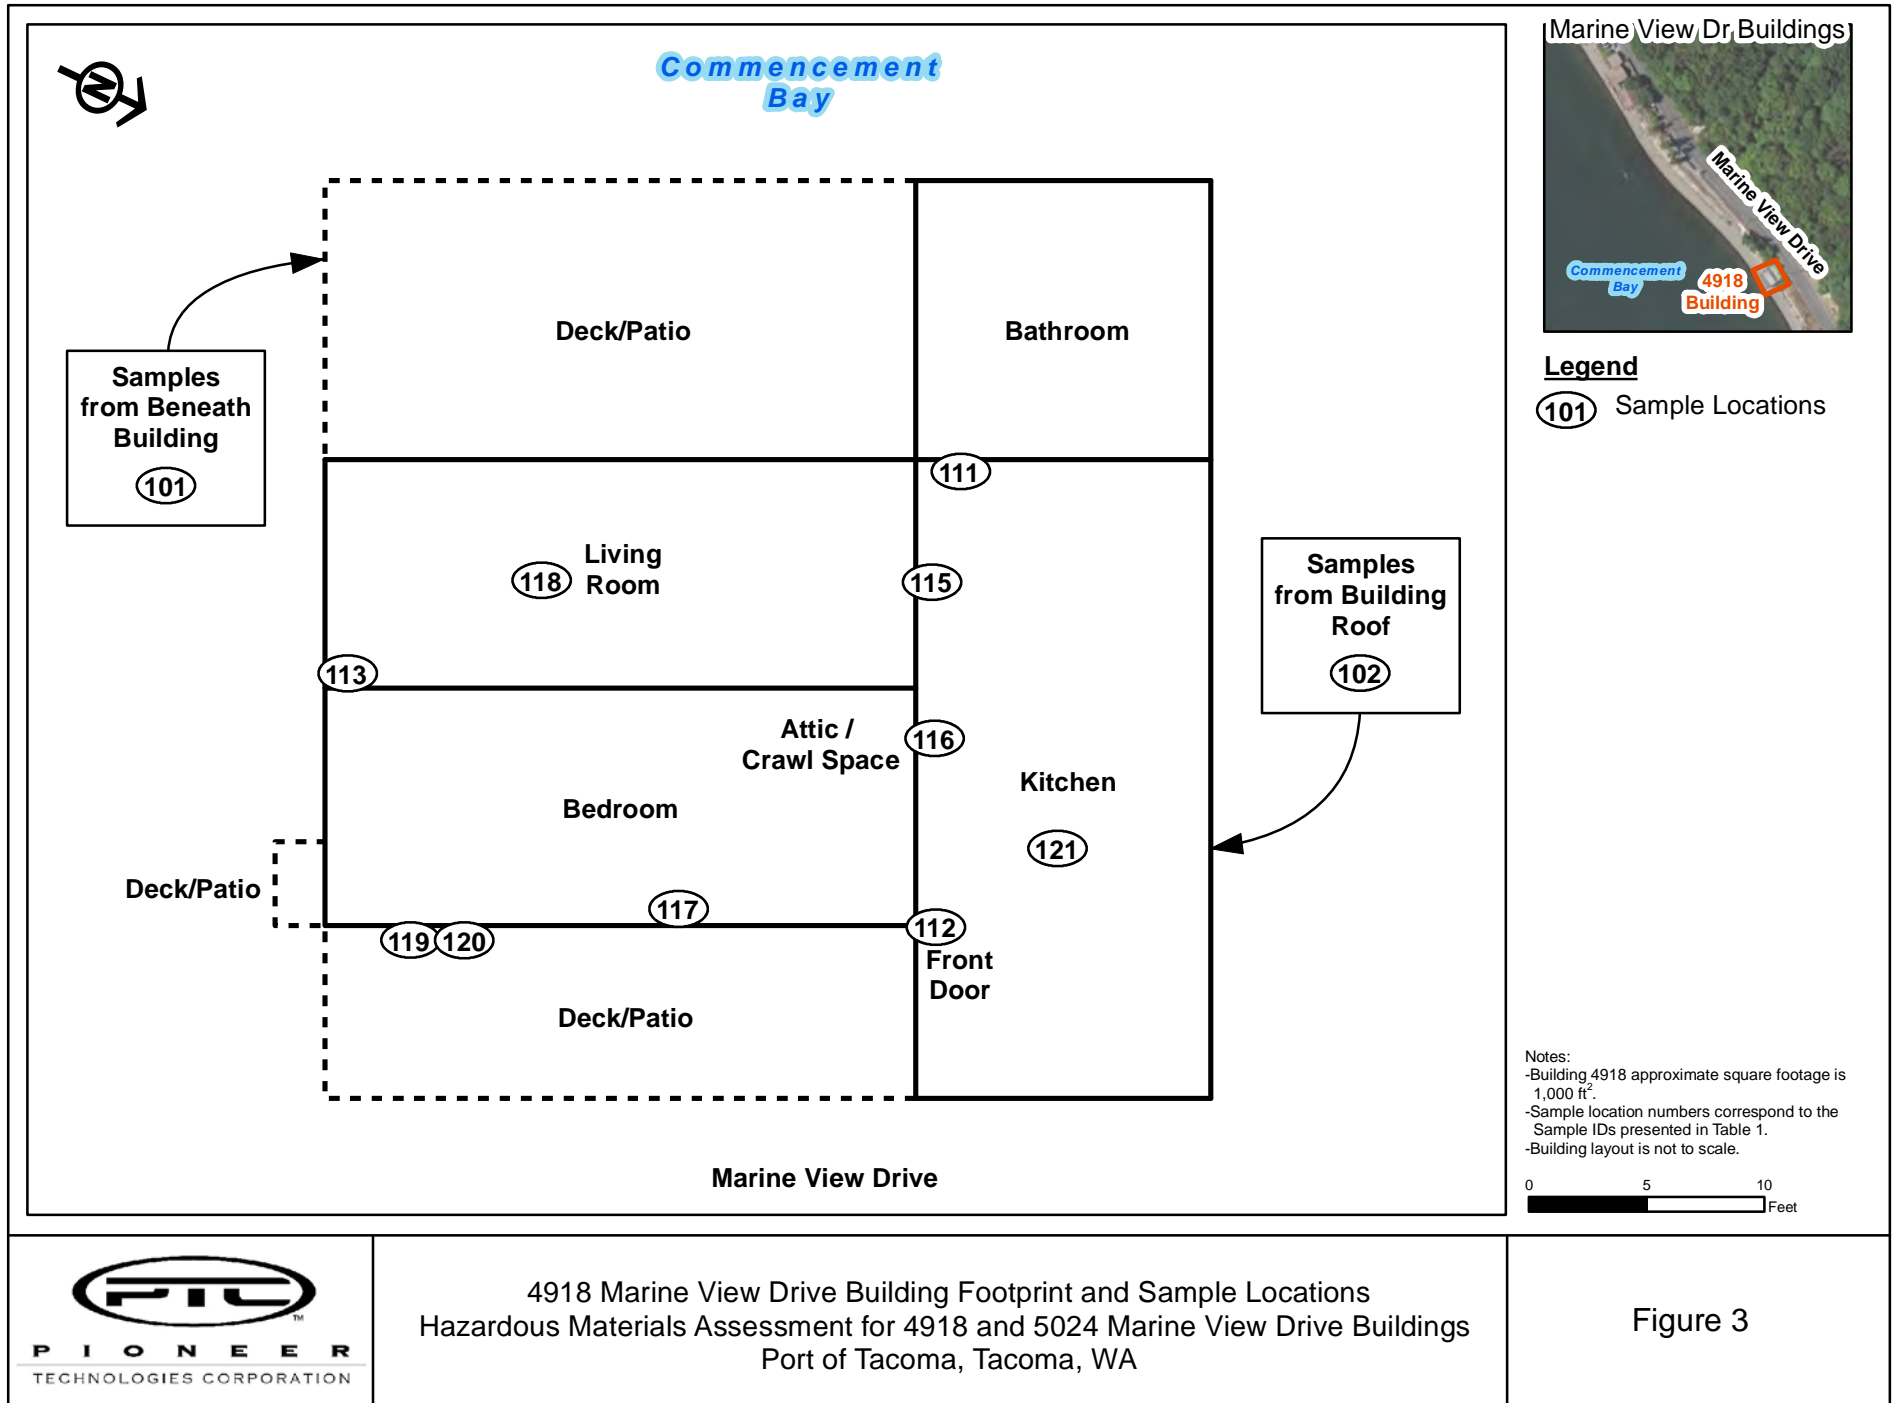 N
Commencement
Bay
Deck/Patio
Bathroom
Samples
from Beneath
Building
101
111
Living
Room
118
115
113
Samples
from Building
Roof
102
Attic /
Crawl Space
116
Kitchen
121
Bedroom
Deck/Patio
117
119
120
112
Front
Door
Deck/Patio
Marine View Drive
Marine View Dr Buildings
Marine View Drive
Commencement
Bay
4918
Building
Legend
101 Sample Locations
Notes:
-Building 4918 approximate square footage is
1,000 ft².
-Sample location numbers correspond to the
Sample IDs presented in Table 1.
-Building layout is not to scale.
0 5 10
Feet
PTC
TM
PIONEER
TECHNOLOGIES CORPORATION
4918 Marine View Drive Building Footprint and Sample Locations
Hazardous Materials Assessment for 4918 and 5024 Marine View Drive Buildings
Port of Tacoma, Tacoma, WA
Figure 3